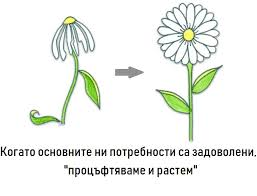 Когато основните ни потребности са задоволени,
"процъфтяваме и растем"